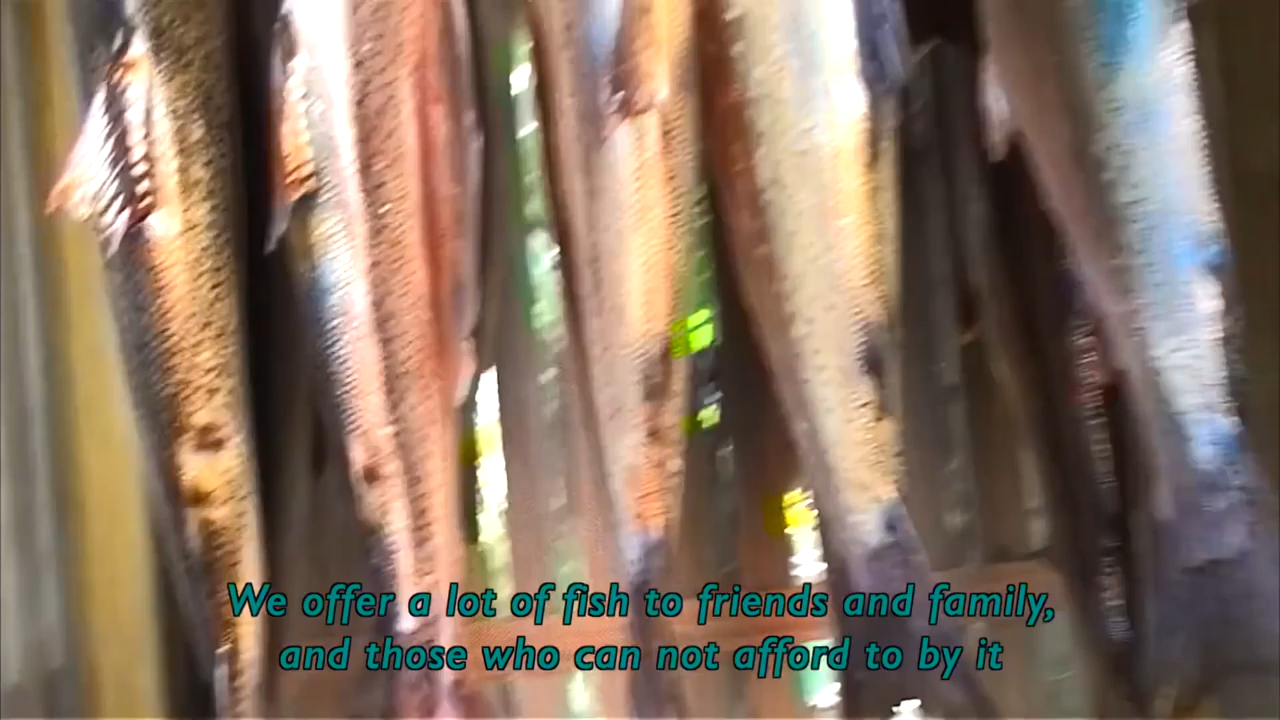 We offer a lot of fish to friends and family,
and those who can not afford to by it